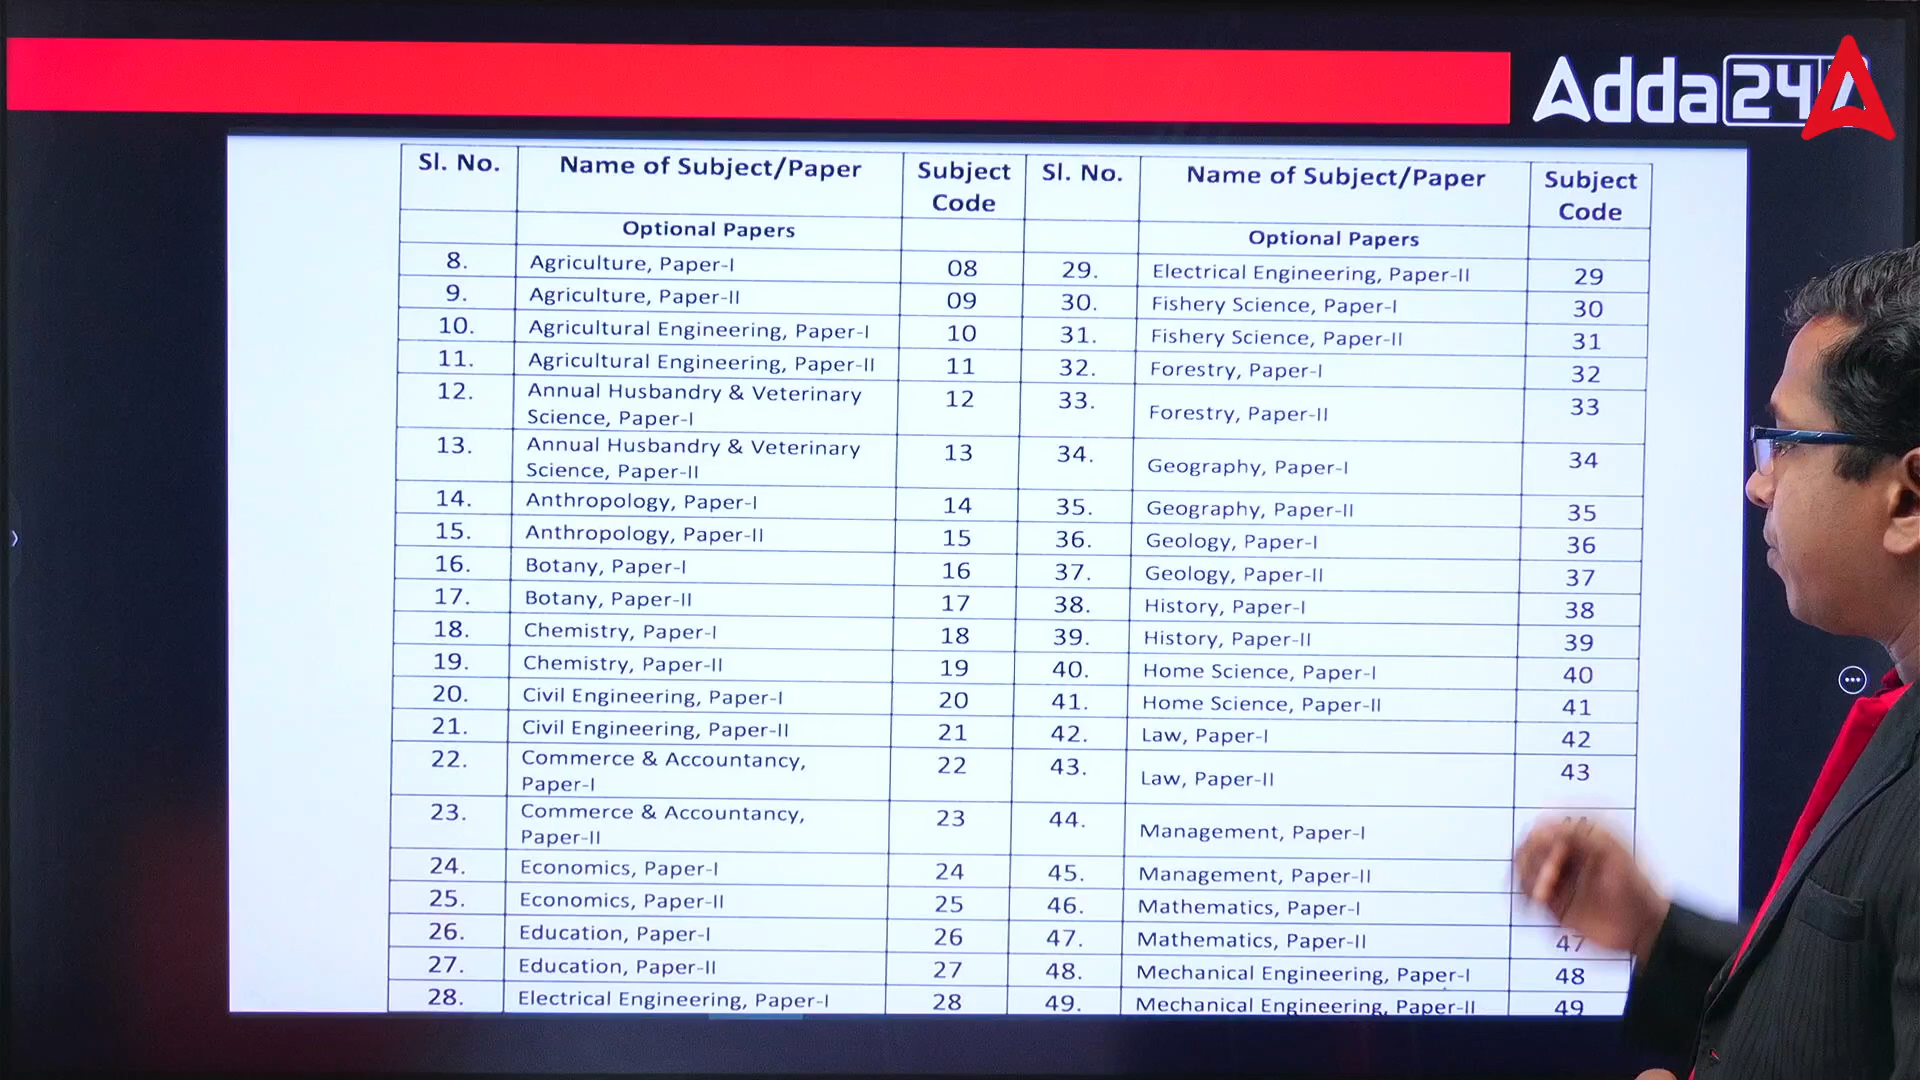 Adda247
Sl. No. Name of Subject/Paper Subject Code Sl. No. Name of Subject/Paper Subject Code
Optional Papers Optional Papers
8. Agriculture, Paper-I 08 29. Electrical Engineering, Paper-II 29
9. Agriculture, Paper-II 09 30. Fishery Science, Paper-I 30
10. Agricultural Engineering, Paper-I 10 31. Fishery Science, Paper-II 31
11. Agricultural Engineering, Paper-II 11 32. Forestry, Paper-I 32
12. Annual Husbandry & Veterinary Science, Paper-I 12 33. Forestry, Paper-II 33
13. Annual Husbandry & Veterinary Science, Paper-II 13 34. Geography, Paper-I 34
14. Anthropology, Paper-I 14 35. Geography, Paper-II 35
15. Anthropology, Paper-II 15 36. Geology, Paper-I 36
16. Botany, Paper-I 16 37. Geology, Paper-II 37
17. Botany, Paper-II 17 38. History, Paper-I 38
18. Chemistry, Paper-I 18 39. History, Paper-II 39
19. Chemistry, Paper-II 19 40. Home Science, Paper-I 40
20. Civil Engineering, Paper-I 20 41. Home Science, Paper-II 41
21. Civil Engineering, Paper-II 21 42. Law, Paper-I 42
22. Commerce & Accountancy, Paper-I 22 43. Law, Paper-II 43
23. Commerce & Accountancy, Paper-II 23 44. Management, Paper-I
24. Economics, Paper-I 24 45. Management, Paper-II
25. Economics, Paper-II 25 46. Mathematics, Paper-I
26. Education, Paper-I 26 47. Mathematics, Paper-II 47
27. Education, Paper-II 27 48. Mechanical Engineering, Paper-I 48
28. Electrical Engineering, Paper-I 28 49. Mechanical Engineering, Paper-II 49